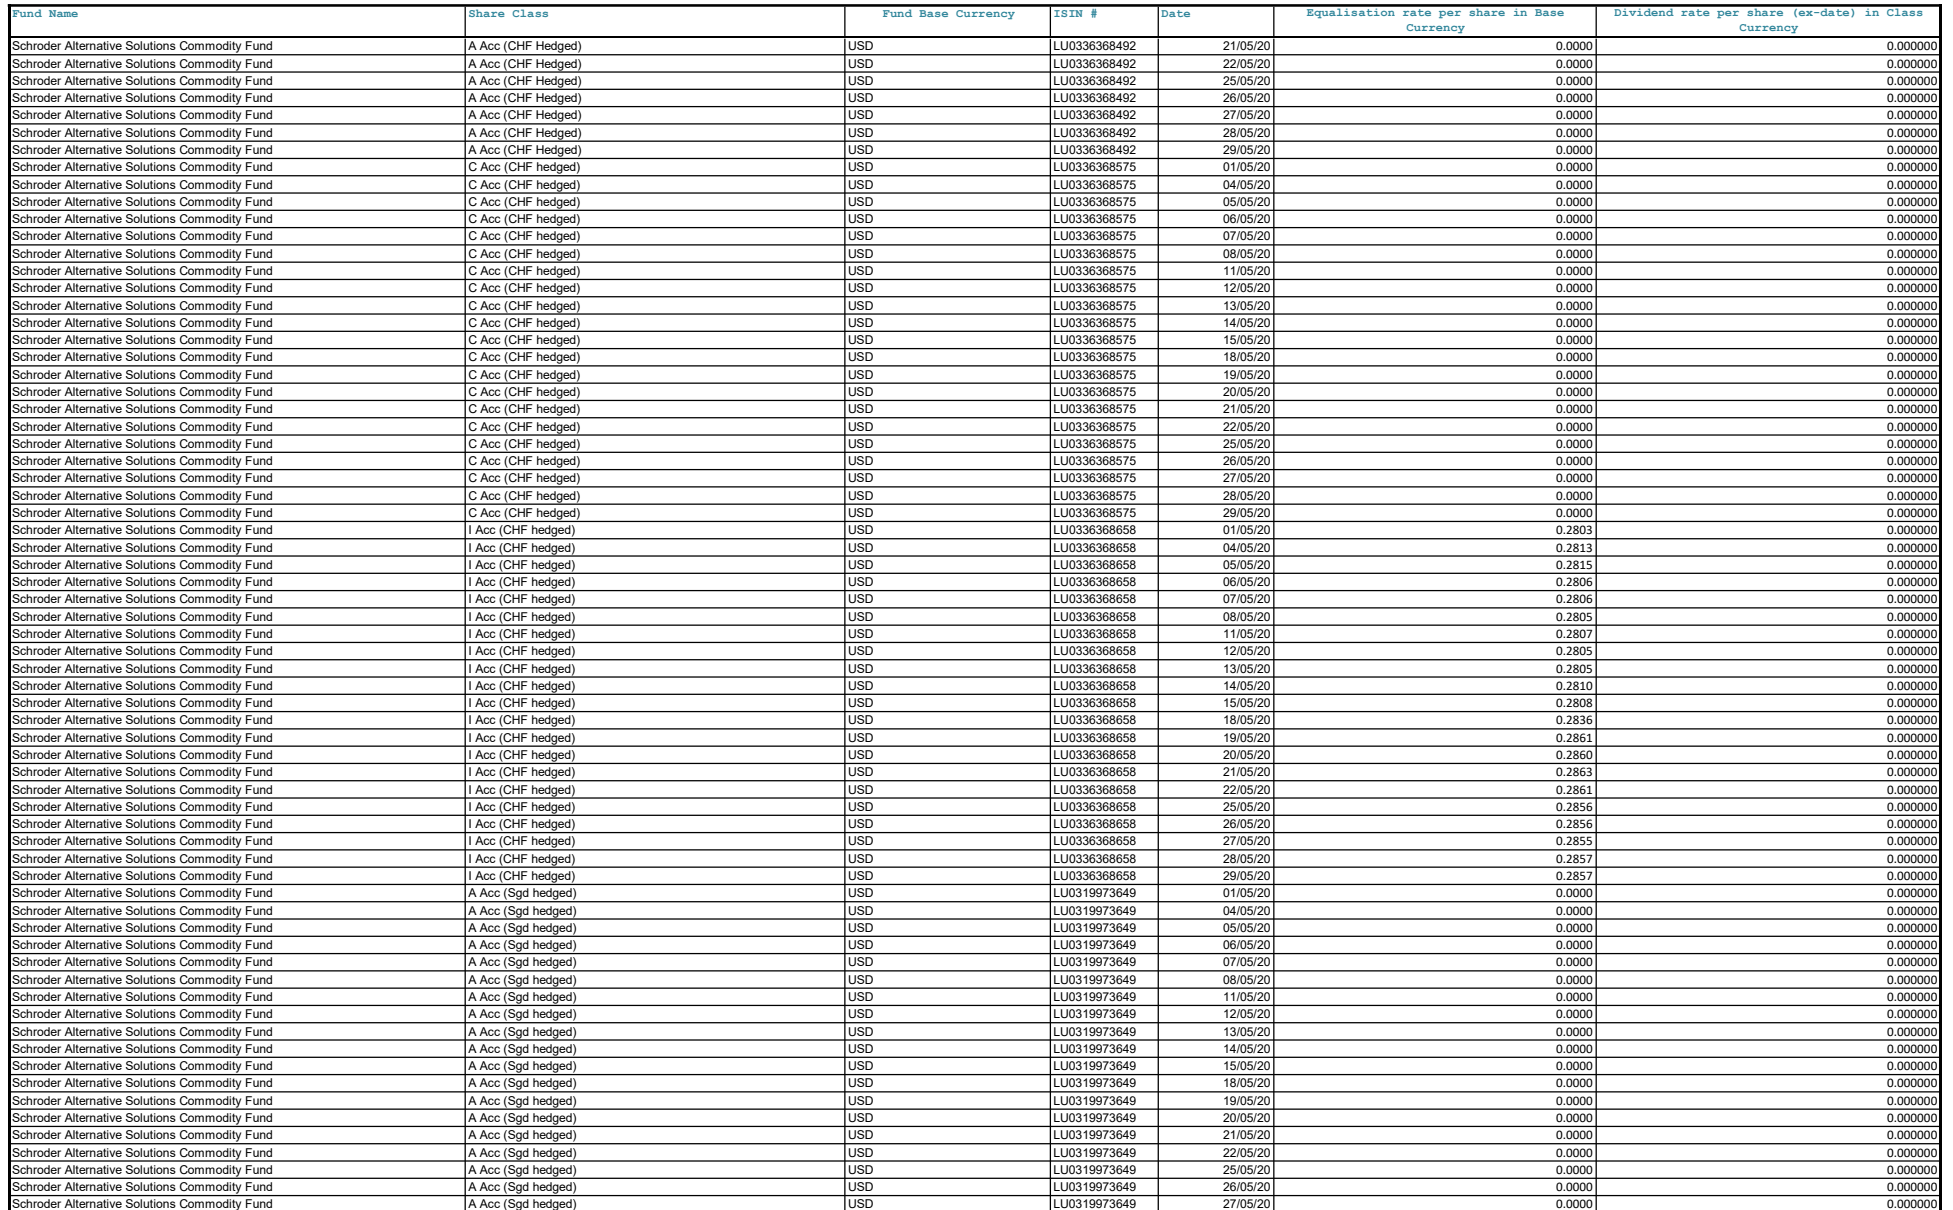 Fund Name Share Class Fund Base Currency ISIN # Date Equalisation rate per share in Base Currency Dividend rate per share (ex-date) in Class Currency
Schroder Alternative Solutions Commodity Fund A Acc (CHF Hedged) USD LU0336368492 21/05/20 0.0000 0.000000
Schroder Alternative Solutions Commodity Fund A Acc (CHF Hedged) USD LU0336368492 22/05/20 0.0000 0.000000
Schroder Alternative Solutions Commodity Fund A Acc (CHF Hedged) USD LU0336368492 25/05/20 0.0000 0.000000
Schroder Alternative Solutions Commodity Fund A Acc (CHF Hedged) USD LU0336368492 26/05/20 0.0000 0.000000
Schroder Alternative Solutions Commodity Fund A Acc (CHF Hedged) USD LU0336368492 27/05/20 0.0000 0.000000
Schroder Alternative Solutions Commodity Fund A Acc (CHF Hedged) USD LU0336368492 28/05/20 0.0000 0.000000
Schroder Alternative Solutions Commodity Fund A Acc (CHF Hedged) USD LU0336368492 29/05/20 0.0000 0.000000
Schroder Alternative Solutions Commodity Fund C Acc (CHF hedged) USD LU0336368575 01/05/20 0.0000 0.000000
Schroder Alternative Solutions Commodity Fund C Acc (CHF hedged) USD LU0336368575 04/05/20 0.0000 0.000000
Schroder Alternative Solutions Commodity Fund C Acc (CHF hedged) USD LU0336368575 05/05/20 0.0000 0.000000
Schroder Alternative Solutions Commodity Fund C Acc (CHF hedged) USD LU0336368575 06/05/20 0.0000 0.000000
Schroder Alternative Solutions Commodity Fund C Acc (CHF hedged) USD LU0336368575 07/05/20 0.0000 0.000000
Schroder Alternative Solutions Commodity Fund C Acc (CHF hedged) USD LU0336368575 08/05/20 0.0000 0.000000
Schroder Alternative Solutions Commodity Fund C Acc (CHF hedged) USD LU0336368575 11/05/20 0.0000 0.000000
Schroder Alternative Solutions Commodity Fund C Acc (CHF hedged) USD LU0336368575 12/05/20 0.0000 0.000000
Schroder Alternative Solutions Commodity Fund C Acc (CHF hedged) USD LU0336368575 13/05/20 0.0000 0.000000
Schroder Alternative Solutions Commodity Fund C Acc (CHF hedged) USD LU0336368575 14/05/20 0.0000 0.000000
Schroder Alternative Solutions Commodity Fund C Acc (CHF hedged) USD LU0336368575 15/05/20 0.0000 0.000000
Schroder Alternative Solutions Commodity Fund C Acc (CHF hedged) USD LU0336368575 18/05/20 0.0000 0.000000
Schroder Alternative Solutions Commodity Fund C Acc (CHF hedged) USD LU0336368575 19/05/20 0.0000 0.000000
Schroder Alternative Solutions Commodity Fund C Acc (CHF hedged) USD LU0336368575 20/05/20 0.0000 0.000000
Schroder Alternative Solutions Commodity Fund C Acc (CHF hedged) USD LU0336368575 21/05/20 0.0000 0.000000
Schroder Alternative Solutions Commodity Fund C Acc (CHF hedged) USD LU0336368575 22/05/20 0.0000 0.000000
Schroder Alternative Solutions Commodity Fund C Acc (CHF hedged) USD LU0336368575 25/05/20 0.0000 0.000000
Schroder Alternative Solutions Commodity Fund C Acc (CHF hedged) USD LU0336368575 26/05/20 0.0000 0.000000
Schroder Alternative Solutions Commodity Fund C Acc (CHF hedged) USD LU0336368575 27/05/20 0.0000 0.000000
Schroder Alternative Solutions Commodity Fund C Acc (CHF hedged) USD LU0336368575 28/05/20 0.0000 0.000000
Schroder Alternative Solutions Commodity Fund C Acc (CHF hedged) USD LU0336368575 29/05/20 0.0000 0.000000
Schroder Alternative Solutions Commodity Fund I Acc (CHF hedged) USD LU0336368658 01/05/20 0.2803 0.000000
Schroder Alternative Solutions Commodity Fund I Acc (CHF hedged) USD LU0336368658 04/05/20 0.2813 0.000000
Schroder Alternative Solutions Commodity Fund I Acc (CHF hedged) USD LU0336368658 05/05/20 0.2815 0.000000
Schroder Alternative Solutions Commodity Fund I Acc (CHF hedged) USD LU0336368658 06/05/20 0.2806 0.000000
Schroder Alternative Solutions Commodity Fund I Acc (CHF hedged) USD LU0336368658 07/05/20 0.2806 0.000000
Schroder Alternative Solutions Commodity Fund I Acc (CHF hedged) USD LU0336368658 08/05/20 0.2805 0.000000
Schroder Alternative Solutions Commodity Fund I Acc (CHF hedged) USD LU0336368658 11/05/20 0.2807 0.000000
Schroder Alternative Solutions Commodity Fund I Acc (CHF hedged) USD LU0336368658 12/05/20 0.2805 0.000000
Schroder Alternative Solutions Commodity Fund I Acc (CHF hedged) USD LU0336368658 13/05/20 0.2805 0.000000
Schroder Alternative Solutions Commodity Fund I Acc (CHF hedged) USD LU0336368658 14/05/20 0.2810 0.000000
Schroder Alternative Solutions Commodity Fund I Acc (CHF hedged) USD LU0336368658 15/05/20 0.2808 0.000000
Schroder Alternative Solutions Commodity Fund I Acc (CHF hedged) USD LU0336368658 18/05/20 0.2836 0.000000
Schroder Alternative Solutions Commodity Fund I Acc (CHF hedged) USD LU0336368658 19/05/20 0.2861 0.000000
Schroder Alternative Solutions Commodity Fund I Acc (CHF hedged) USD LU0336368658 20/05/20 0.2860 0.000000
Schroder Alternative Solutions Commodity Fund I Acc (CHF hedged) USD LU0336368658 21/05/20 0.2863 0.000000
Schroder Alternative Solutions Commodity Fund I Acc (CHF hedged) USD LU0336368658 22/05/20 0.2861 0.000000
Schroder Alternative Solutions Commodity Fund I Acc (CHF hedged) USD LU0336368658 25/05/20 0.2856 0.000000
Schroder Alternative Solutions Commodity Fund I Acc (CHF hedged) USD LU0336368658 26/05/20 0.2856 0.000000
Schroder Alternative Solutions Commodity Fund I Acc (CHF hedged) USD LU0336368658 27/05/20 0.2855 0.000000
Schroder Alternative Solutions Commodity Fund I Acc (CHF hedged) USD LU0336368658 28/05/20 0.2857 0.000000
Schroder Alternative Solutions Commodity Fund I Acc (CHF hedged) USD LU0336368658 29/05/20 0.2857 0.000000
Schroder Alternative Solutions Commodity Fund A Acc (Sgd hedged) USD LU0319973649 01/05/20 0.0000 0.000000
Schroder Alternative Solutions Commodity Fund A Acc (Sgd hedged) USD LU0319973649 04/05/20 0.0000 0.000000
Schroder Alternative Solutions Commodity Fund A Acc (Sgd hedged) USD LU0319973649 05/05/20 0.0000 0.000000
Schroder Alternative Solutions Commodity Fund A Acc (Sgd hedged) USD LU0319973649 06/05/20 0.0000 0.000000
Schroder Alternative Solutions Commodity Fund A Acc (Sgd hedged) USD LU0319973649 07/05/20 0.0000 0.000000
Schroder Alternative Solutions Commodity Fund A Acc (Sgd hedged) USD LU0319973649 08/05/20 0.0000 0.000000
Schroder Alternative Solutions Commodity Fund A Acc (Sgd hedged) USD LU0319973649 11/05/20 0.0000 0.000000
Schroder Alternative Solutions Commodity Fund A Acc (Sgd hedged) USD LU0319973649 12/05/20 0.0000 0.000000
Schroder Alternative Solutions Commodity Fund A Acc (Sgd hedged) USD LU0319973649 13/05/20 0.0000 0.000000
Schroder Alternative Solutions Commodity Fund A Acc (Sgd hedged) USD LU0319973649 14/05/20 0.0000 0.000000
Schroder Alternative Solutions Commodity Fund A Acc (Sgd hedged) USD LU0319973649 15/05/20 0.0000 0.000000
Schroder Alternative Solutions Commodity Fund A Acc (Sgd hedged) USD LU0319973649 18/05/20 0.0000 0.000000
Schroder Alternative Solutions Commodity Fund A Acc (Sgd hedged) USD LU0319973649 19/05/20 0.0000 0.000000
Schroder Alternative Solutions Commodity Fund A Acc (Sgd hedged) USD LU0319973649 20/05/20 0.0000 0.000000
Schroder Alternative Solutions Commodity Fund A Acc (Sgd hedged) USD LU0319973649 21/05/20 0.0000 0.000000
Schroder Alternative Solutions Commodity Fund A Acc (Sgd hedged) USD LU0319973649 22/05/20 0.0000 0.000000
Schroder Alternative Solutions Commodity Fund A Acc (Sgd hedged) USD LU0319973649 25/05/20 0.0000 0.000000
Schroder Alternative Solutions Commodity Fund A Acc (Sgd hedged) USD LU0319973649 26/05/20 0.0000 0.000000
Schroder Alternative Solutions Commodity Fund A Acc (Sgd hedged) USD LU0319973649 27/05/20 0.0000 0.000000